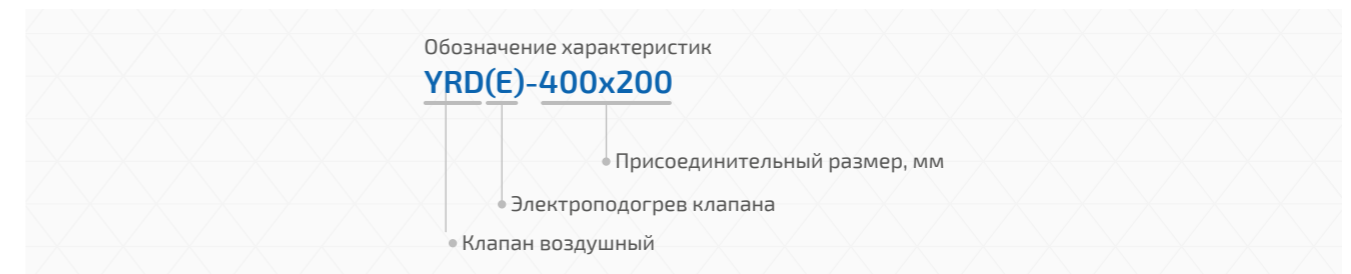 Обозначение характеристик
YRD(E)-400x200
Присоединительный размер, мм
Электроподогрев клапана
Клапан воздушный